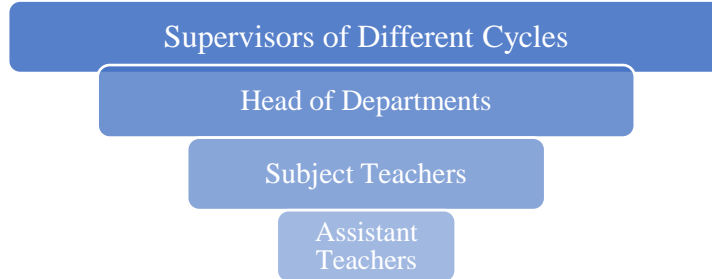 Supervisors of Different Cycles
Head of Departments
Subject Teachers
Assistant
Teachers